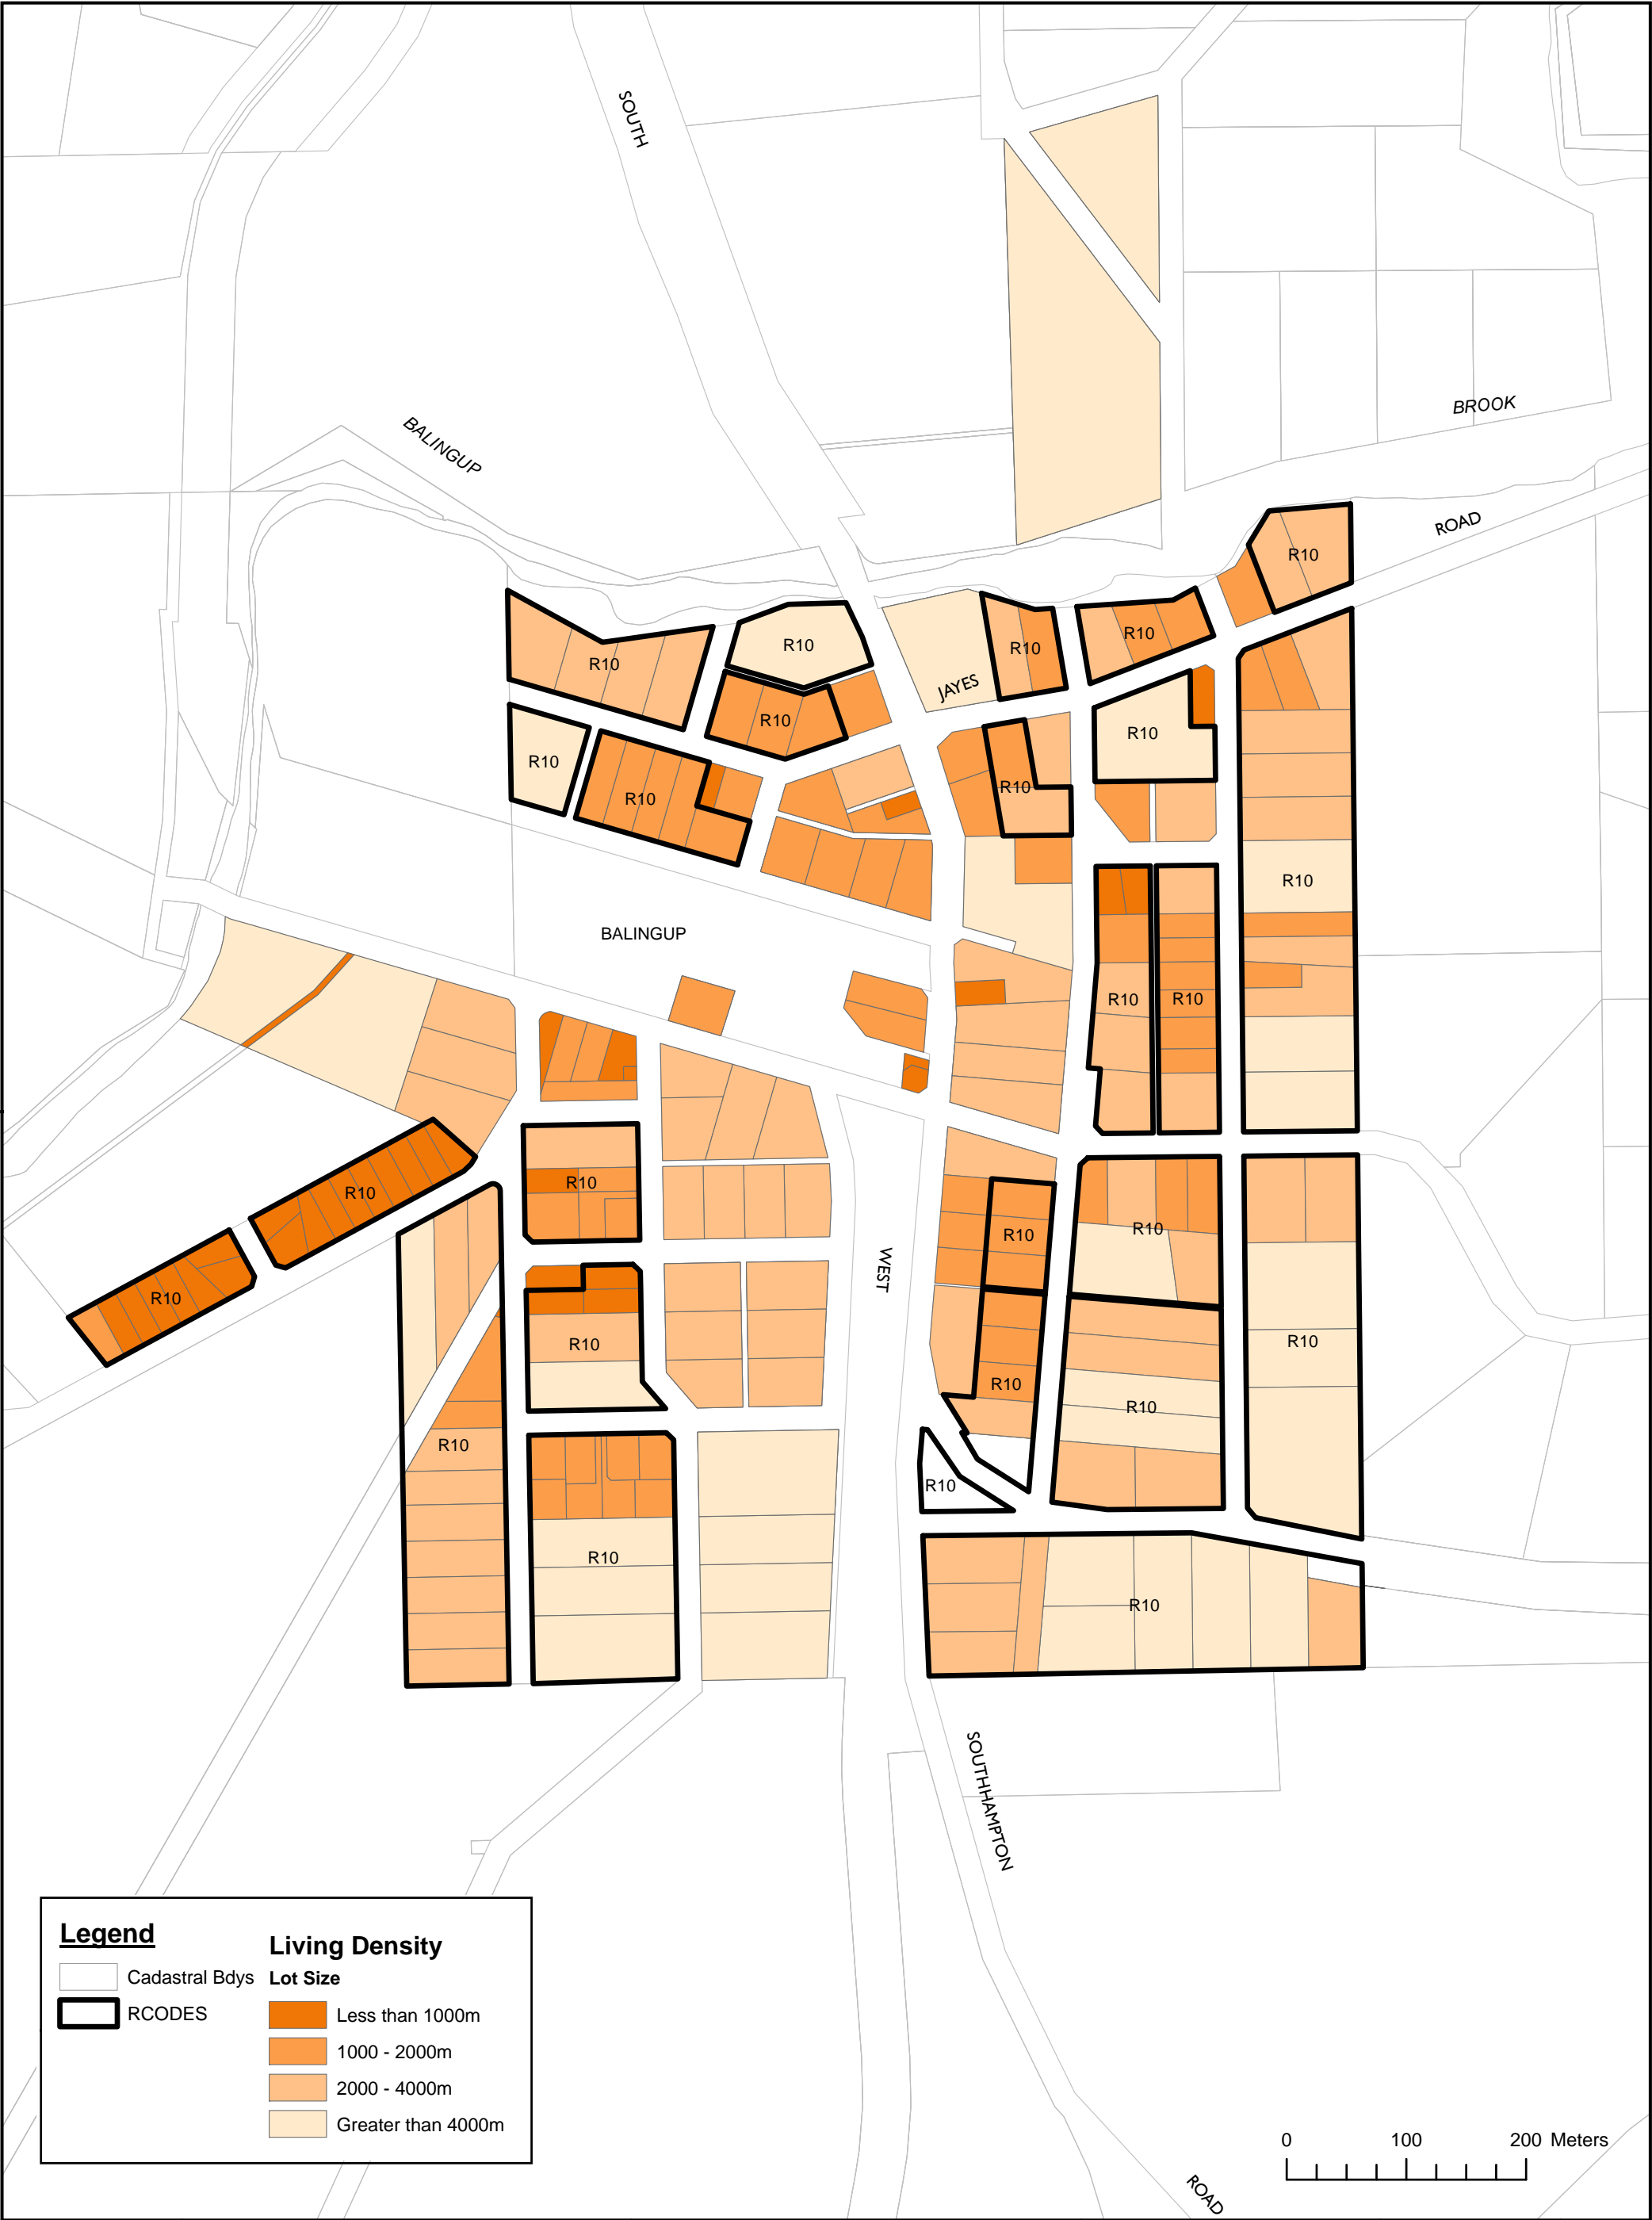 SOUTH
BROOK
BALINGUP
ROAD
R10
R10
R10
R10
R10
R10
JAYES
R10
R10
R10
R10
R10
R10
BALINGUP
R10
R10
R10
R10
R10
R10
WEST
R10
R10
R10
R10
R10
R10
R10
R10
R10
R10
SOUTHHAMPTON
Legend
Living Density
Cadastral Bdys
Lot Size
RCODES
Less than 1000m
1000 - 2000m
2000 - 4000m
Greater than 4000m
0 100 200 Meters
ROAD